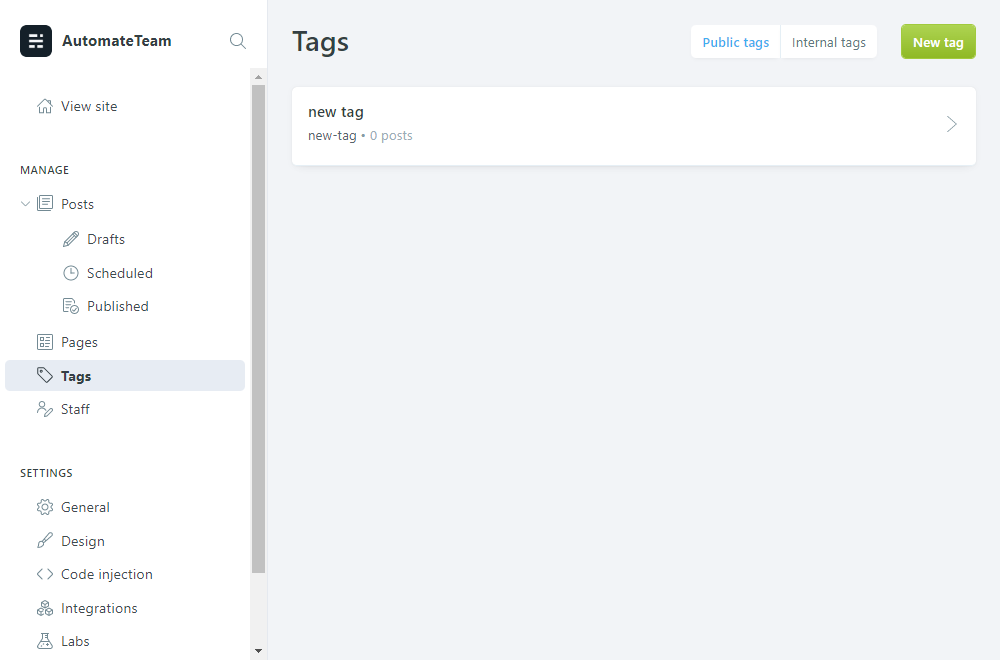 AutomateTeam
View site
MANAGE
Posts
Drafts
Scheduled
Published
Pages
Tags
Staff
SETTINGS
General
Design
Code injection
Integrations
Labs
Tags
Public tags
Internal tags
New tag
new tag
new-tag • 0 posts